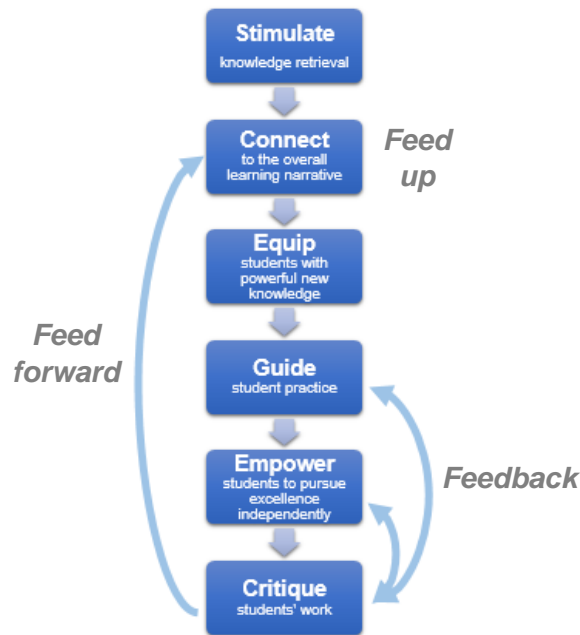 Stimulate
knowledge retrieval
Connect
to the overall
learning narrative
Feed
up
Equip
students with
powerful new
knowledge
Feed
forward
Guide
student practice
Empower
students to pursue
excellence
independently
Feedback
Critique
students' work